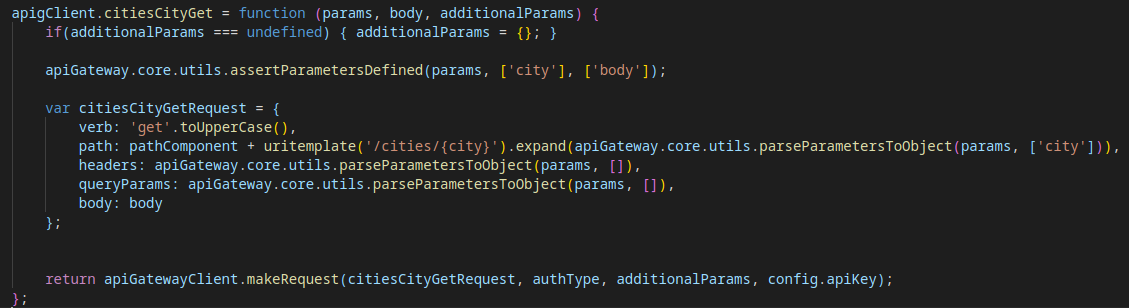 apigClient.citiesCityGet = function (params, body, additionalParams) {
if(additionalParams === undefined) { additionalParams = {}; }
apiGateway.core.utils.assertParametersDefined(params, ['city'], ['body']);
var citiesCityGetRequest = {
verb: 'get'.toUpperCase(),
path: pathComponent + uritemplate('/cities/{city}').expand(apiGateway.core.utils.parseParametersToObject(params, ['city'])),
headers: apiGateway.core.utils.parseParametersToObject(params, []),
queryParams: apiGateway.core.utils.parseParametersToObject(params, []),
body: body
};
return apiGatewayClient.makeRequest(citiesCityGetRequest, authType, additionalParams, config.apiKey);
};